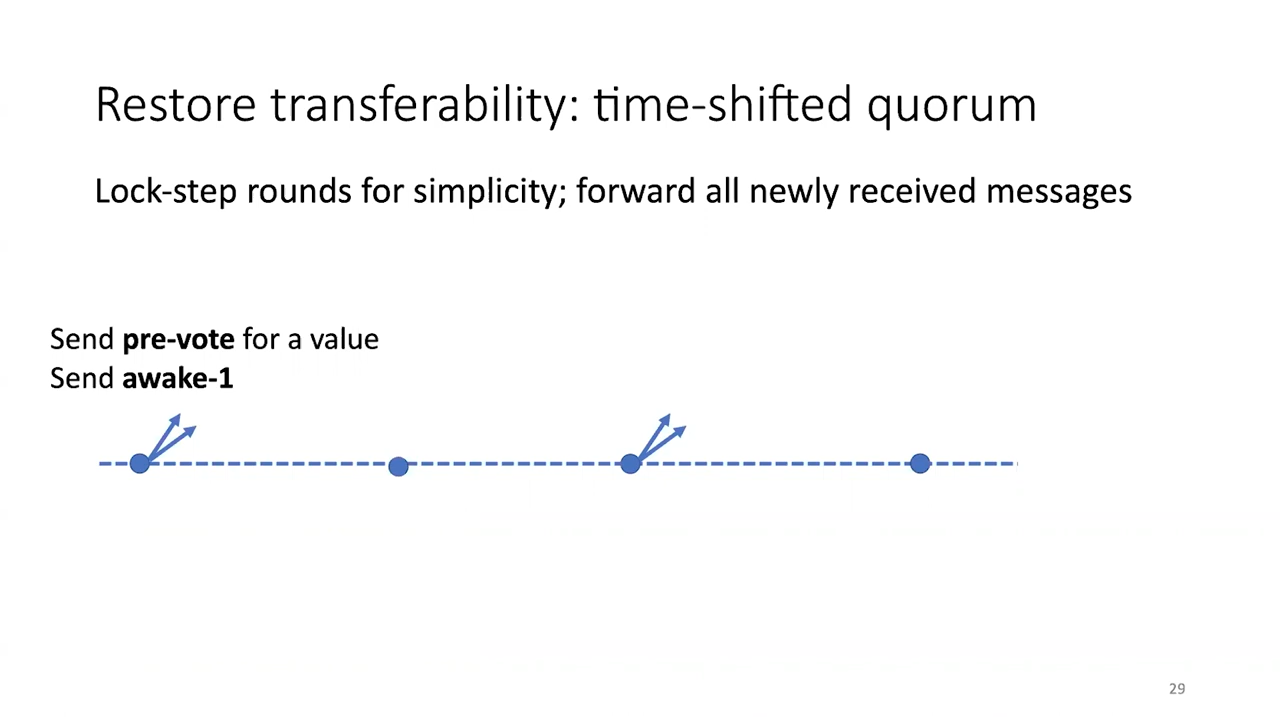 Restore transferability: time-shifted quorum
Lock-step rounds for simplicity; forward all newly received messages
Send pre-vote for a value
Send awake-1
29